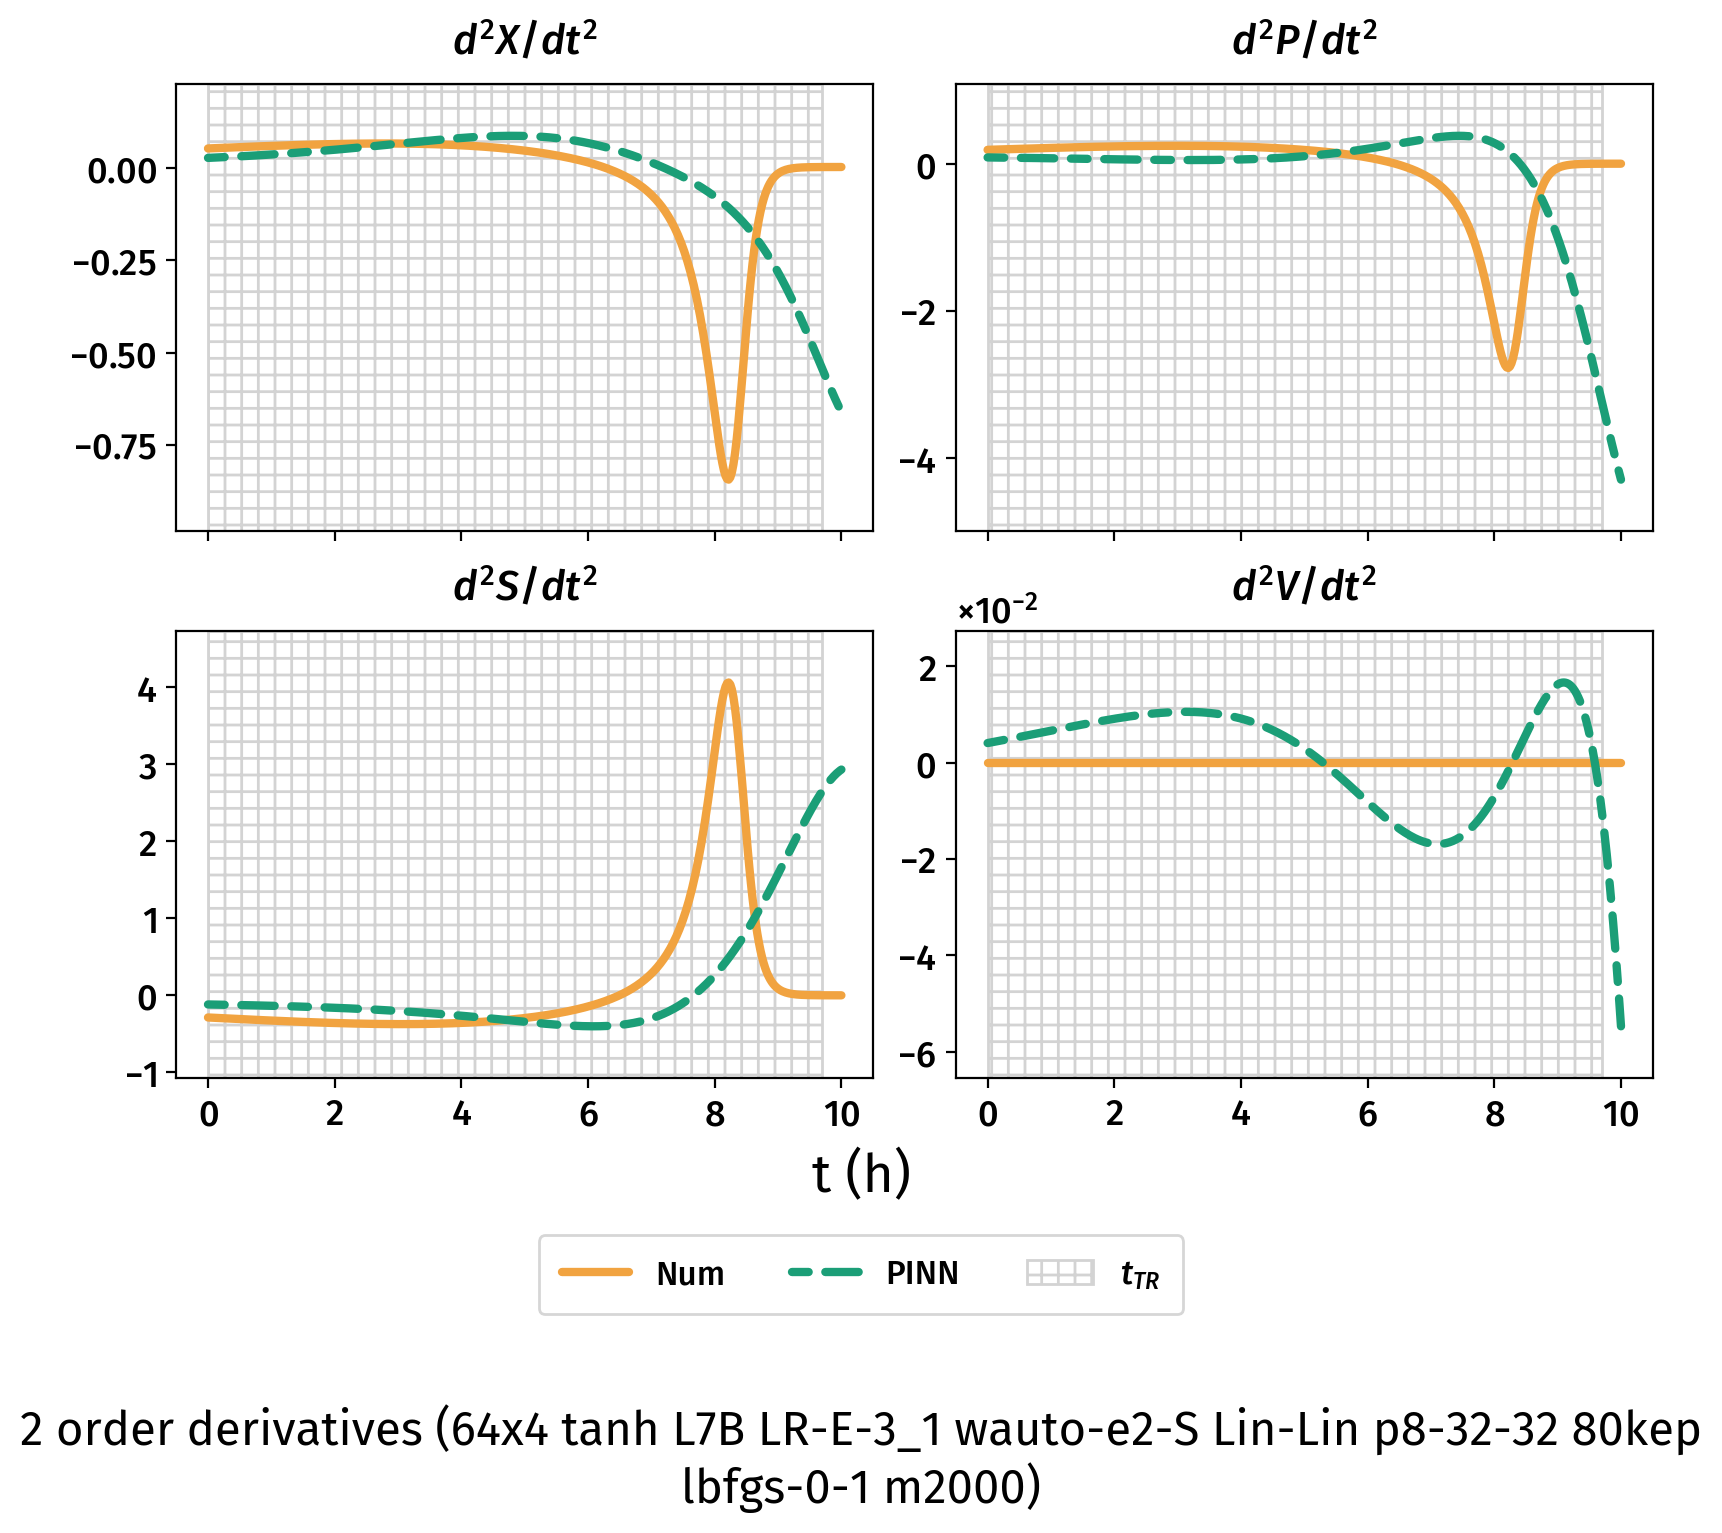 d²X/dt²
d²P/dt²
0.00
−0.25
−0.50
−0.75
0
−2
−4
d²S/dt²
d²V/dt²
×10⁻²
4
3
2
1
0
−1
2
0
−2
−4
−6
0 2 4 6 8 10
0 2 4 6 8 10
t (h)
Num PINN t_TR
2 order derivatives (64x4 tanh L7B LR-E-3_1 wauto-e2-S Lin-Lin p8-32-32 80kep
lbfgs-0-1 m2000)